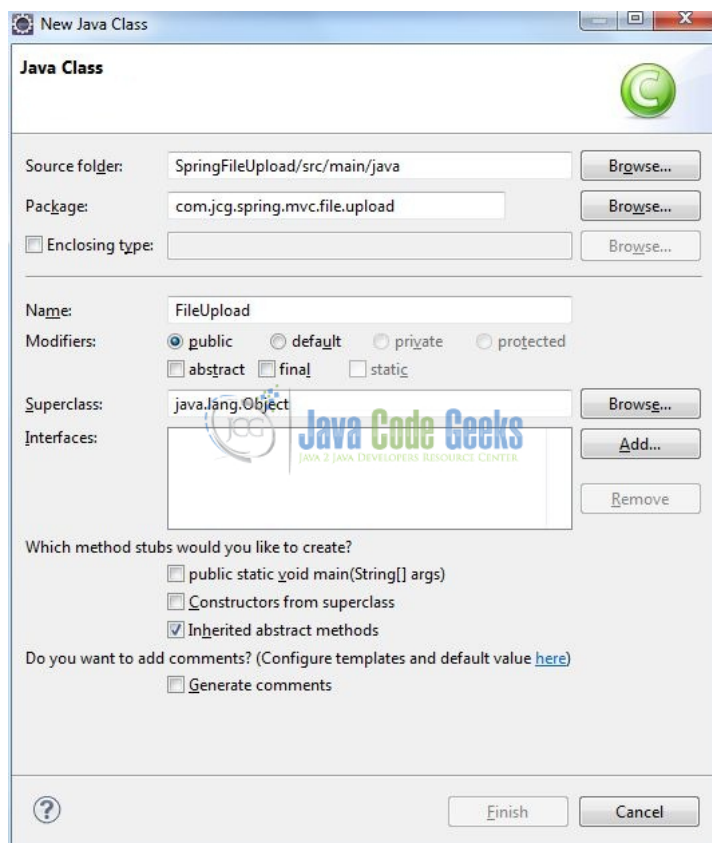 New Java Class
Java Class
Source folder: SpringFileUpload/src/main/java Browse...
Package: com.jcg.spring.mvc.file.upload Browse...
Enclosing type: Browse...
Name: FileUpload
Modifiers: public default private protected
abstract final static
Superclass: java.lang.Object Browse...
Interfaces: Add...
jcg Java Code Geeks
JAVA 2 JAVA DEVELOPERS RESOURCE CENTER
Remove
Which method stubs would you like to create?
public static void main(String[] args)
Constructors from superclass
Inherited abstract methods
Do you want to add comments? (Configure templates and default value here)
Generate comments
? Finish Cancel